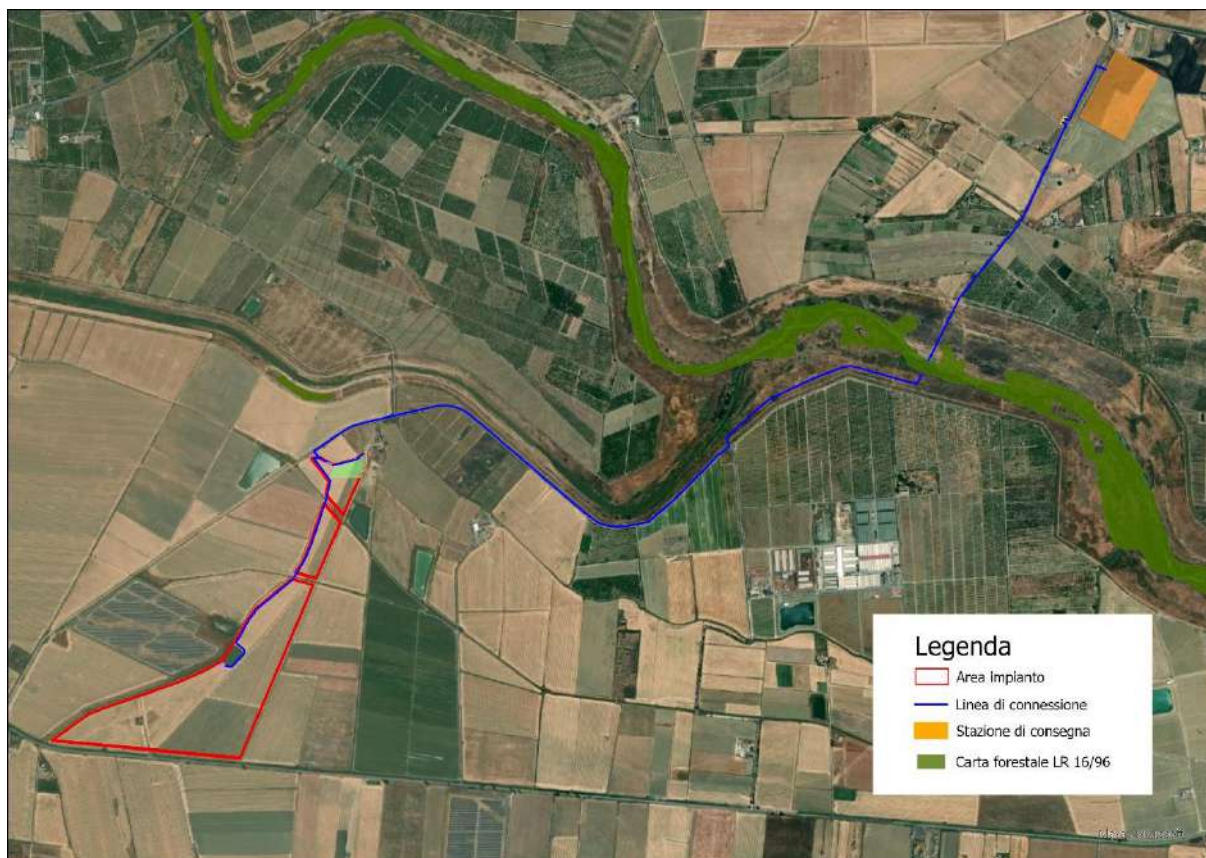 Legenda
Area impianto
Linea di connessione
Stazione di consegna
Carta forestale LR 16/96